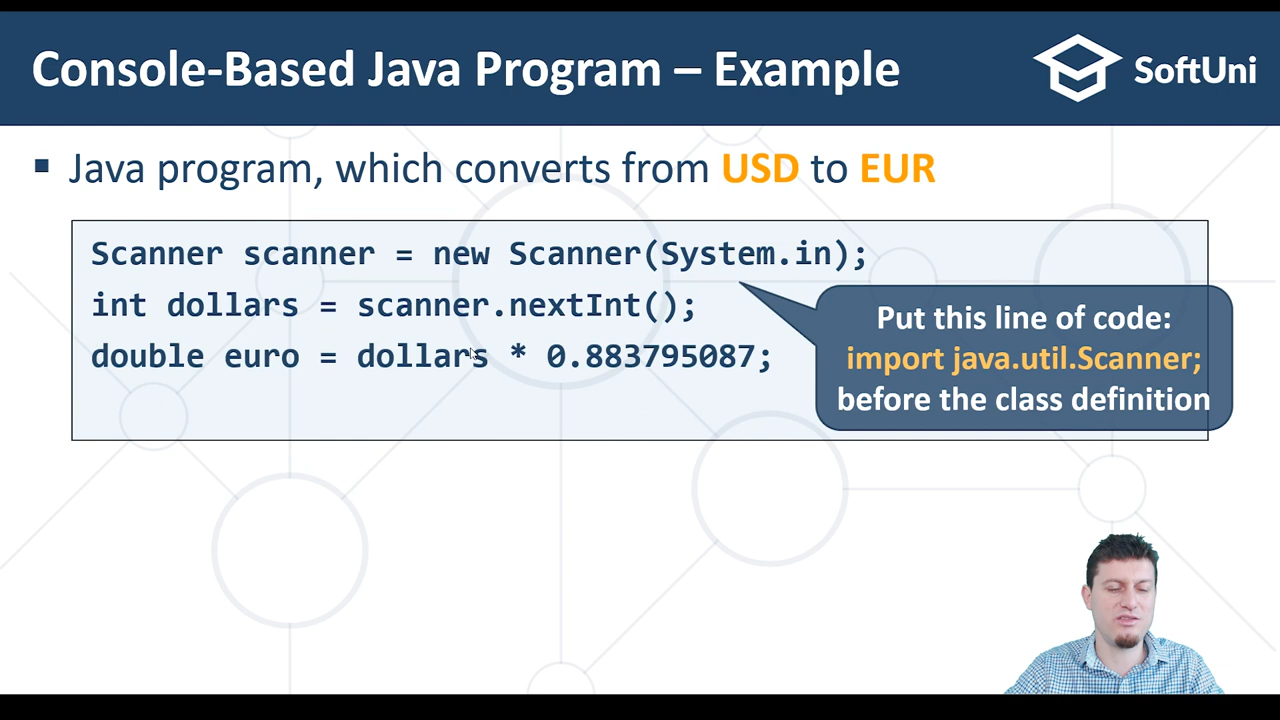 Console-Based Java Program – Example
SoftUni
▪ Java program, which converts from USD to EUR
Scanner scanner = new Scanner(System.in);
int dollars = scanner.nextInt();
double euro = dollars * 0.883795087;
Put this line of code:
import java.util.Scanner;
before the class definition